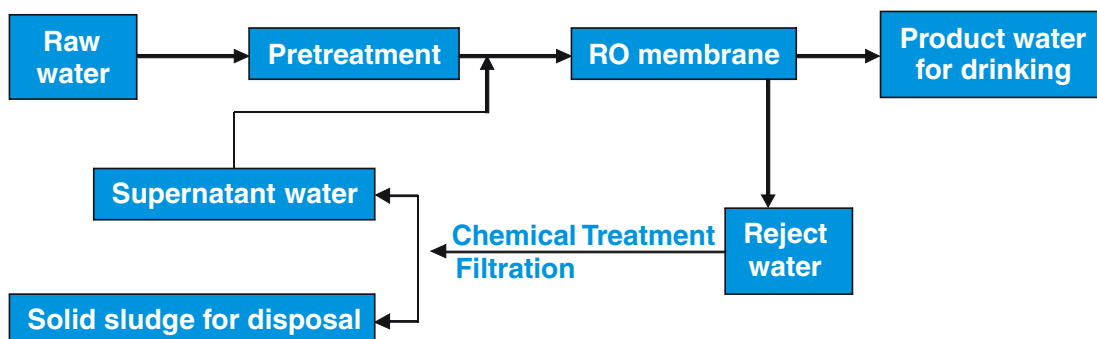 Raw
water
Pretreatment
RO membrane
Product water
for drinking
Supernatant water
Chemical Treatment
Filtration
Reject
water
Solid sludge for disposal